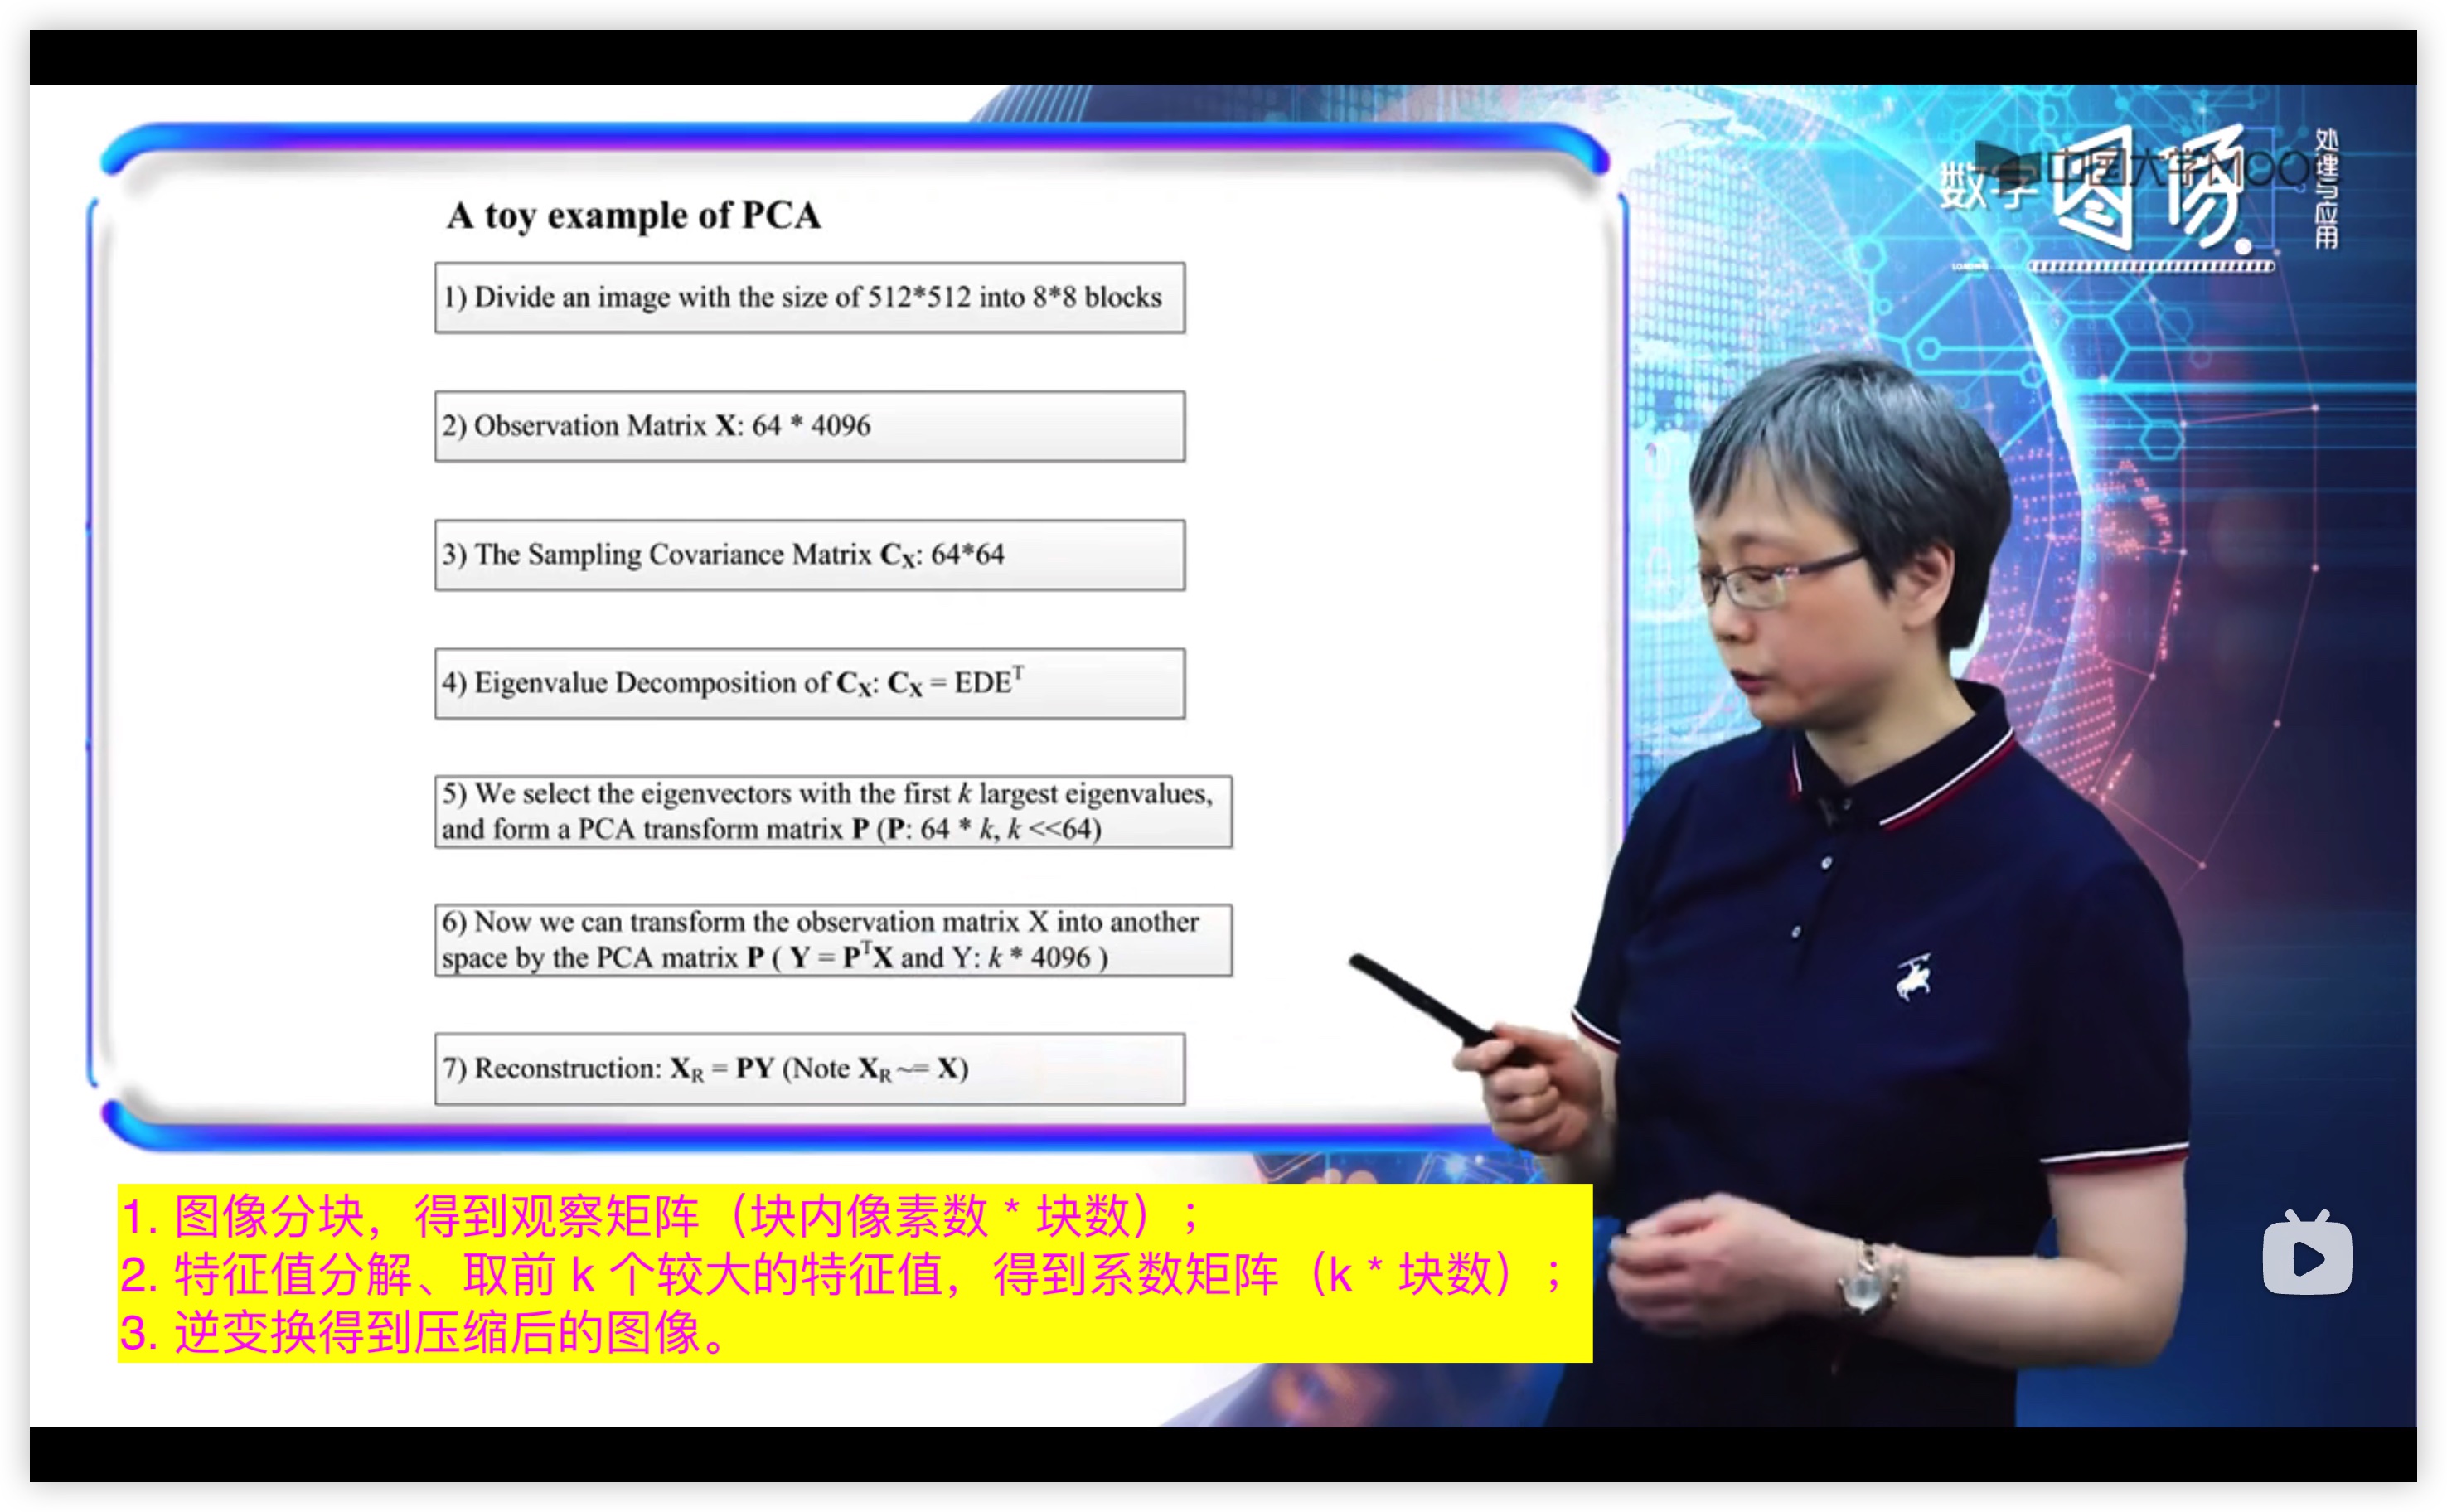 A toy example of PCA
1) Divide an image with the size of 512*512 into 8*8 blocks
2) Observation Matrix X: 64 * 4096
3) The Sampling Covariance Matrix Cₓ: 64*64
4) Eigenvalue Decomposition of Cₓ: Cₓ = EDEᵀ
5) We select the eigenvectors with the first k largest eigenvalues,
and form a PCA transform matrix P (P: 64 * k, k <<64)
6) Now we can transform the observation matrix X into another
space by the PCA matrix P ( Y = PᵀX and Y: k * 4096 )
7) Reconstruction: X_R = PY (Note X_R ~= X)
数字图像
处理与应用
中国大学MOOC
LOADING
1. 图像分块，得到观察矩阵（块内像素数 * 块数）；
2. 特征值分解、取前 k 个较大的特征值，得到系数矩阵（k * 块数）；
3. 逆变换得到压缩后的图像。